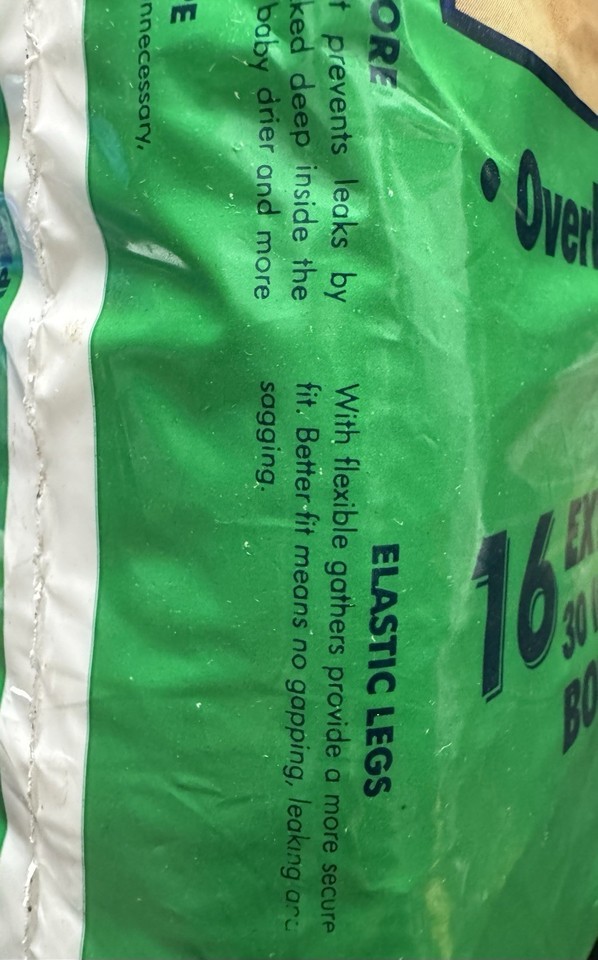 • Over
16
30
ELASTIC LEGS
With flexible gathers provide a more secure
fit. Better fit means no gapping, leaking
sagging.
ORE
t prevents leaks by
ked deep inside the
baby drier and more
E
nnecessary,